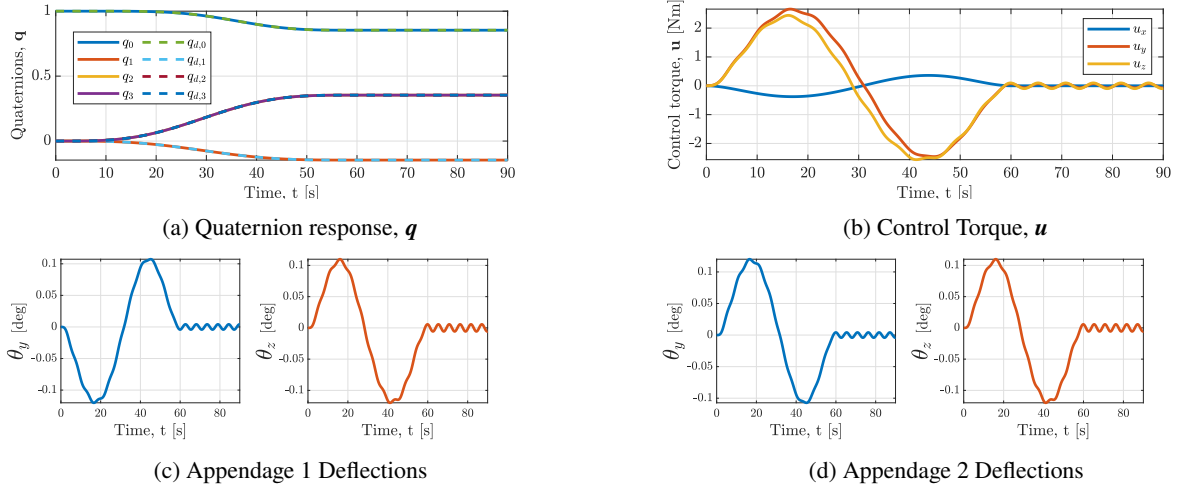 Quaternions, q
1
0.5
0
q0 qd,0
q1 qd,1
q2 qd,2
q3 qd,3
0 10 20 30 40 50 60 70 80 90
Time, t [s]
(a) Quaternion response, q
Control torque, u [Nm]
2
0
-2
ux
uy
uz
0 10 20 30 40 50 60 70 80 90
Time, t [s]
(b) Control Torque, u
θy [deg]
0.1
0.05
0
-0.05
-0.1
0 20 40 60 80
Time, t [s]
θz [deg]
0.1
0.05
0
-0.05
-0.1
0 20 40 60 80
Time, t [s]
(c) Appendage 1 Deflections
θy [deg]
0.1
0.05
0
-0.05
-0.1
0 20 40 60 80
Time, t [s]
θz [deg]
0.1
0.05
0
-0.05
-0.1
0 20 40 60 80
Time, t [s]
(d) Appendage 2 Deflections